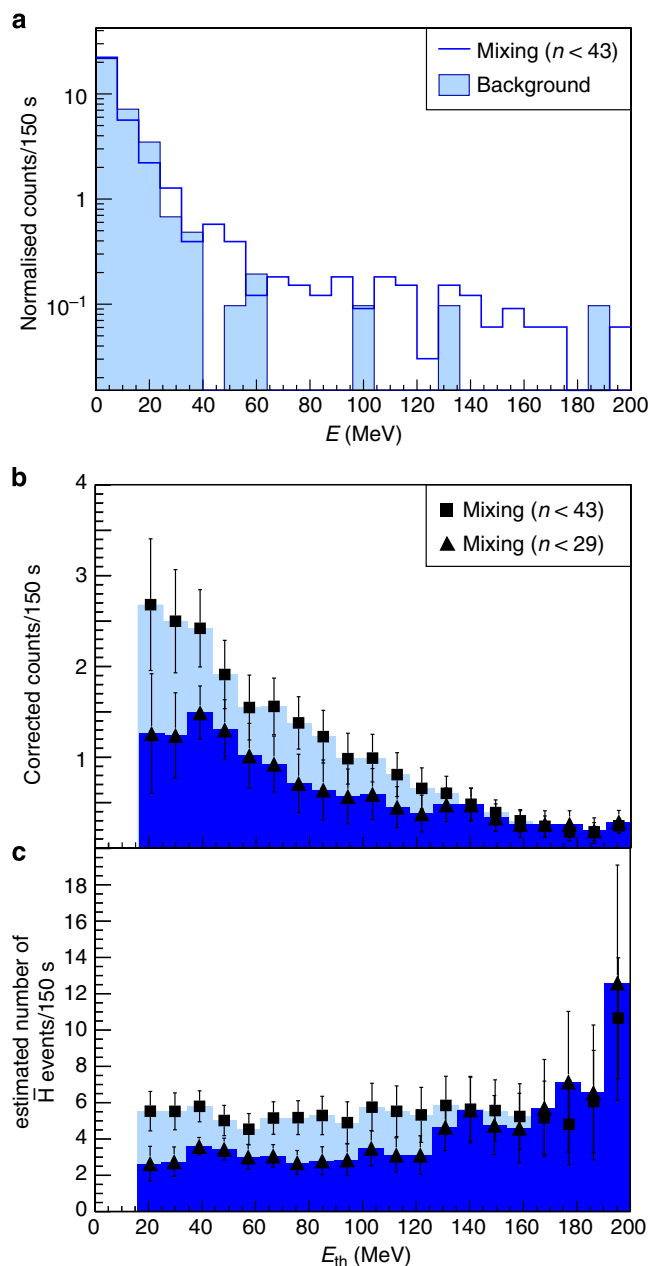 a
Mixing (n < 43)
Background
10
1
10⁻¹
Normalised counts/150 s
0 20 40 60 80 100 120 140 160 180 200
E (MeV)
b
4
Mixing (n < 43)
Mixing (n < 29)
3
2
1
Corrected counts/150 s
c
18
16
14
12
10
8
6
4
2
0
estimated number of
H̅ events/150 s
0 20 40 60 80 100 120 140 160 180 200
Eth (MeV)